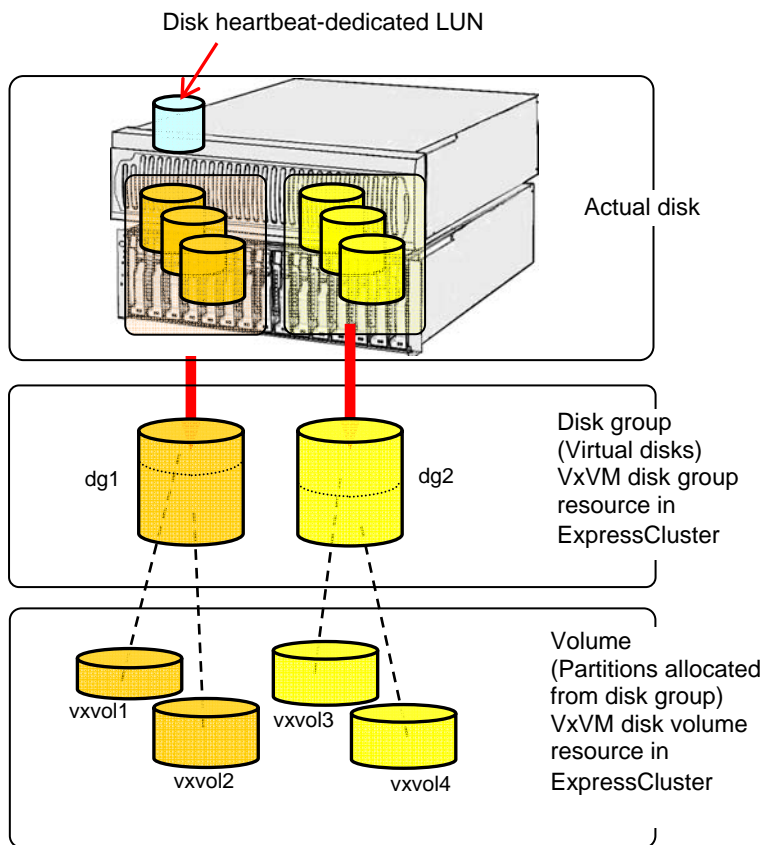 Disk heartbeat-dedicated LUN
Actual disk
Disk group
(Virtual disks)
VxVM disk group
resource in
ExpressCluster
dg1
dg2
Volume
(Partitions allocated
from disk group)
VxVM disk volume
resource in
ExpressCluster
vxvol1
vxvol2
vxvol3
vxvol4